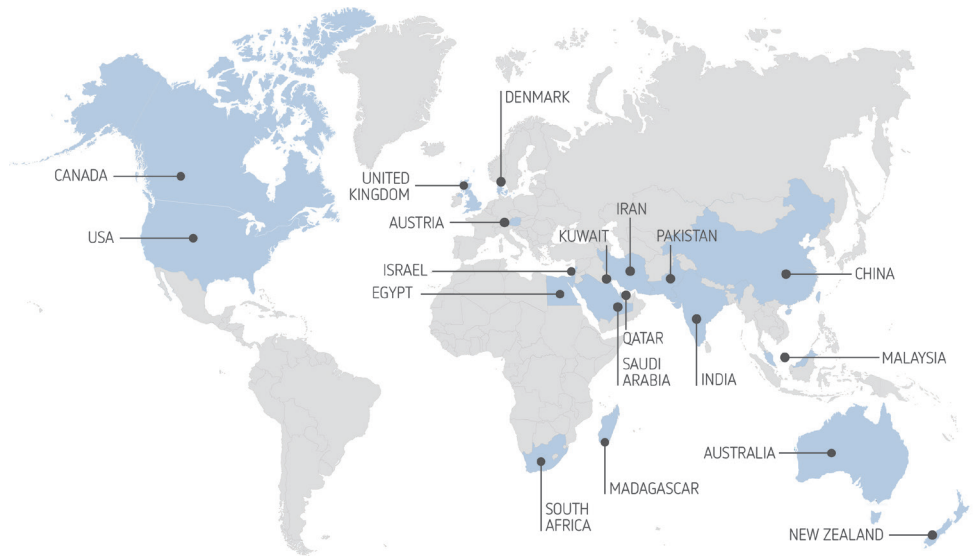 DENMARK
CANADA
UNITED
KINGDOM
IRAN
AUSTRIA
USA
KUWAIT
PAKISTAN
ISRAEL
CHINA
EGYPT
QATAR
MALAYSIA
SAUDI
ARABIA
INDIA
AUSTRALIA
MADAGASCAR
SOUTH
AFRICA
NEW ZEALAND